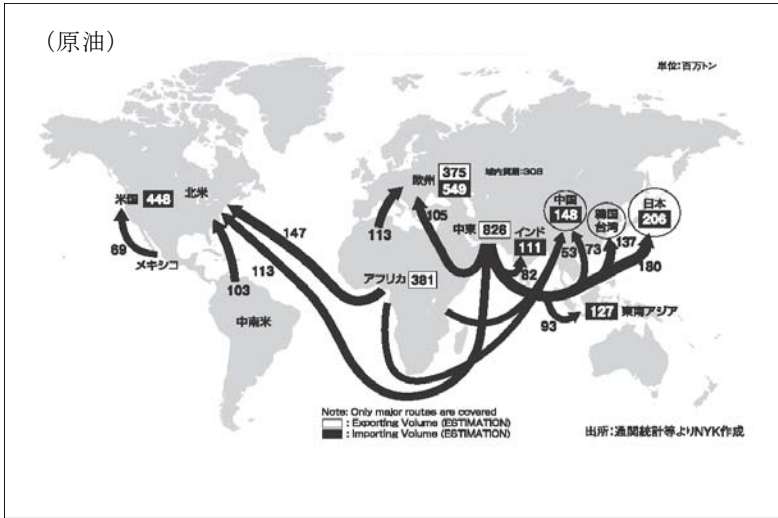 (原油)
単位:百万トン
米国 448
北米
メキシコ
69
103
113
147
中南米
欧州 375
549
域内貿易:308
113
105
アフリカ 381
中東 826
インド
111
82
中国
148
53
73
韓国
台湾
137
日本
206
180
93
127 東南アジア
Note: Only major routes are covered
: Exporting Volume (ESTIMATION)
: Importing Volume (ESTIMATION)
出所:通関統計等よりNYK作成